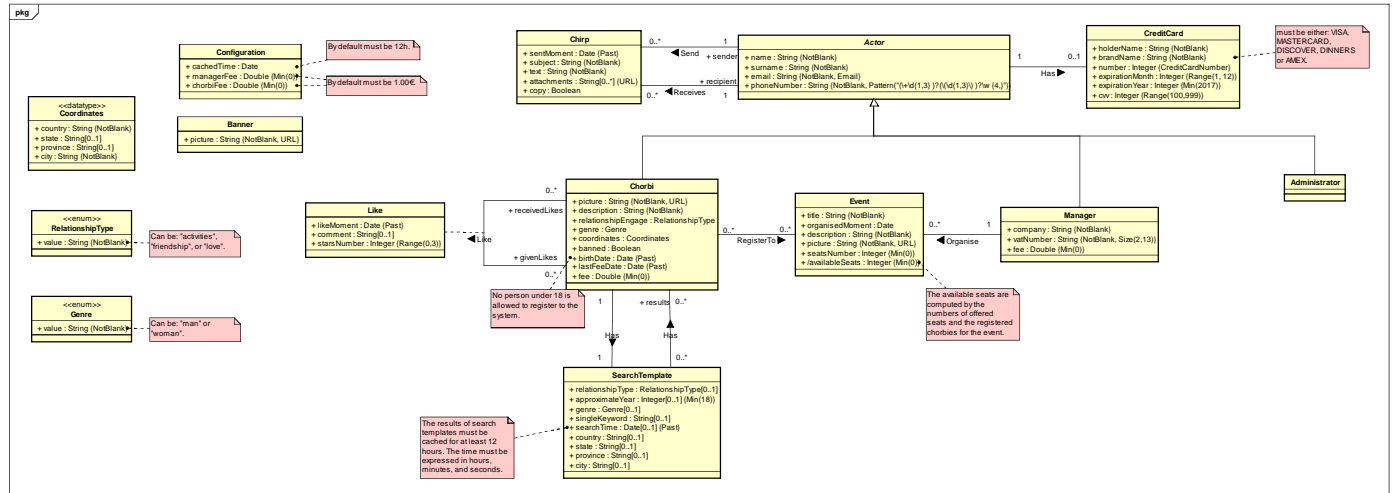 pkg
Configuration
+ cachedTime : Date
+ managerFee : Double {Min(0)}
+ chorbiFee : Double {Min(0)}
By default must be 12h.
By default must be 1.00€.
<<datatype>>
Coordinates
+ country : String {NotBlank}
+ state : String[0..1]
+ province : String[0..1]
+ city : String {NotBlank}
Banner
+ picture : String {NotBlank, URL}
<<enum>>
RelationshipType
+ value : String {NotBlank}
Can be: "activities",
"friendship", or "love".
<<enum>>
Genre
+ value : String {NotBlank}
Can be: "man" or
"woman".
Chirp
+ sentMoment : Date {Past}
+ subject : String {NotBlank}
+ text : String {NotBlank}
+ attachments : String[0..*] {URL}
+ copy : Boolean
0..*
Send
1
+ sender
+ recipient
0..*
Receives
1
Actor
+ name : String {NotBlank}
+ surname : String {NotBlank}
+ email : String {NotBlank, Email}
+ phoneNumber : String {NotBlank, Pattern("(\+\d{1,3} )?(\(\d{1,3}\) )?\w {4,}")}
1
Has
0..1
CreditCard
+ holderName : String {NotBlank}
+ brandName : String {NotBlank}
+ number : Integer {CreditCardNumber}
+ expirationMonth : Integer {Range(1, 12)}
+ expirationYear : Integer {Min(2017)}
+ cvv : Integer {Range(100,999)}
must be either: VISA,
MASTERCARD,
DISCOVER, DINNERS
or AMEX.
Like
+ likeMoment : Date {Past}
+ comment : String[0..1]
+ starsNumber : Integer {Range(0,3)}
0..*
+ receivedLikes
Like
+ givenLikes
0..*
Chorbi
+ picture : String {NotBlank, URL}
+ description : String {NotBlank}
+ relationshipEngage : RelationshipType
+ genre : Genre
+ coordinates : Coordinates
+ banned : Boolean
+ birthDate : Date {Past}
+ lastFeeDate : Date {Past}
+ fee : Double {Min(0)}
No person under 18 is
allowed to register to the
system.
0..*
RegisterTo
0..*
Event
+ title : String {NotBlank}
+ organisedMoment : Date
+ description : String {NotBlank}
+ picture : String {NotBlank, URL}
+ seatsNumber : Integer {Min(0)}
+ /availableSeats : Integer {Min(0)}
The available seats are
computed by the
numbers of offered
seats and the registered
chorbies for the event.
0..*
Organise
1
Manager
+ company : String {NotBlank}
+ vatNumber : String {NotBlank, Size(2,13)}
+ fee : Double {Min(0)}
Administrator
1
Has
1
+ results
0..*
Has
0..*
SearchTemplate
+ relationshipType : RelationshipType[0..1]
+ approximateYear : Integer[0..1] {Min(18)}
+ genre : Genre[0..1]
+ singleKeyword : String[0..1]
+ searchTime : Date[0..1] {Past}
+ country : String[0..1]
+ state : String[0..1]
+ province : String[0..1]
+ city : String[0..1]
The results of search
templates must be
cached for at least 12
hours. The time must be
expressed in hours,
minutes, and seconds.